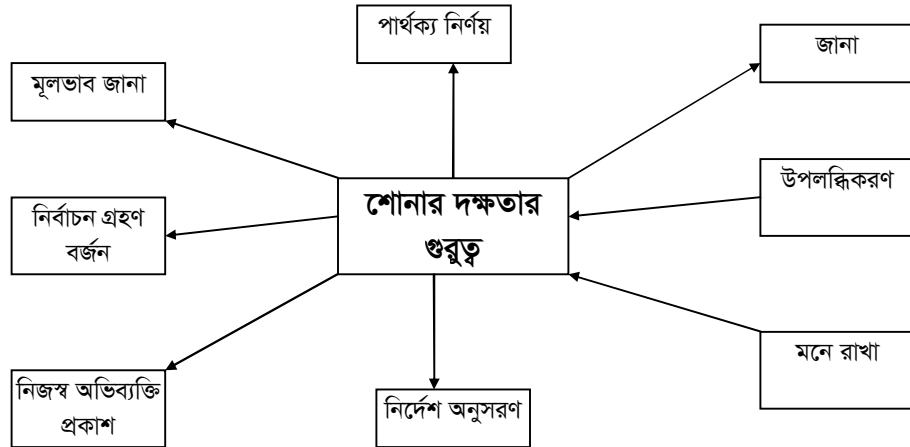 পার্থক্য নির্ণয়
জানা
মূলভাব জানা
উপলব্ধিকরণ
শোনার দক্ষতার
গুরুত্ব
নির্বাচন গ্রহণ
বর্জন
মনে রাখা
নিজস্ব অভিব্যক্তি
প্রকাশ
নির্দেশ অনুসরণ